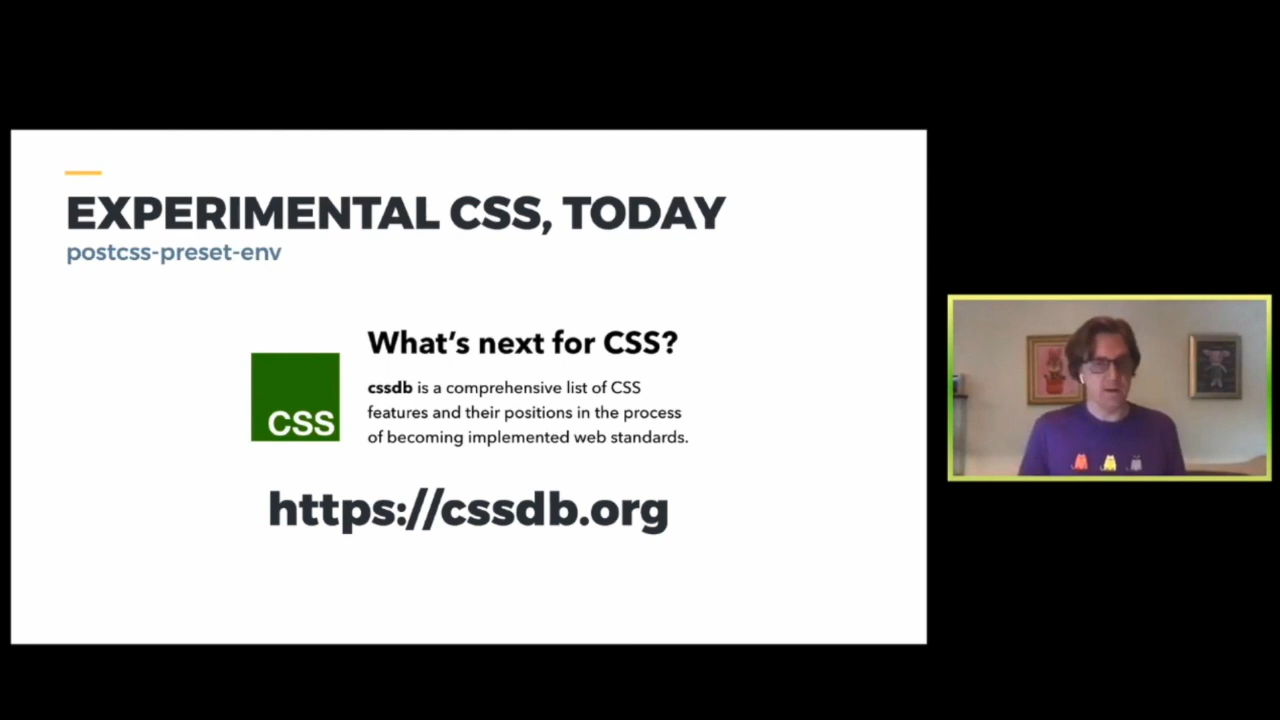 EXPERIMENTAL CSS, TODAY
postcss-preset-env
What's next for CSS?
cssdb is a comprehensive list of CSS
features and their positions in the process
of becoming implemented web standards.
CSS
https://cssdb.org